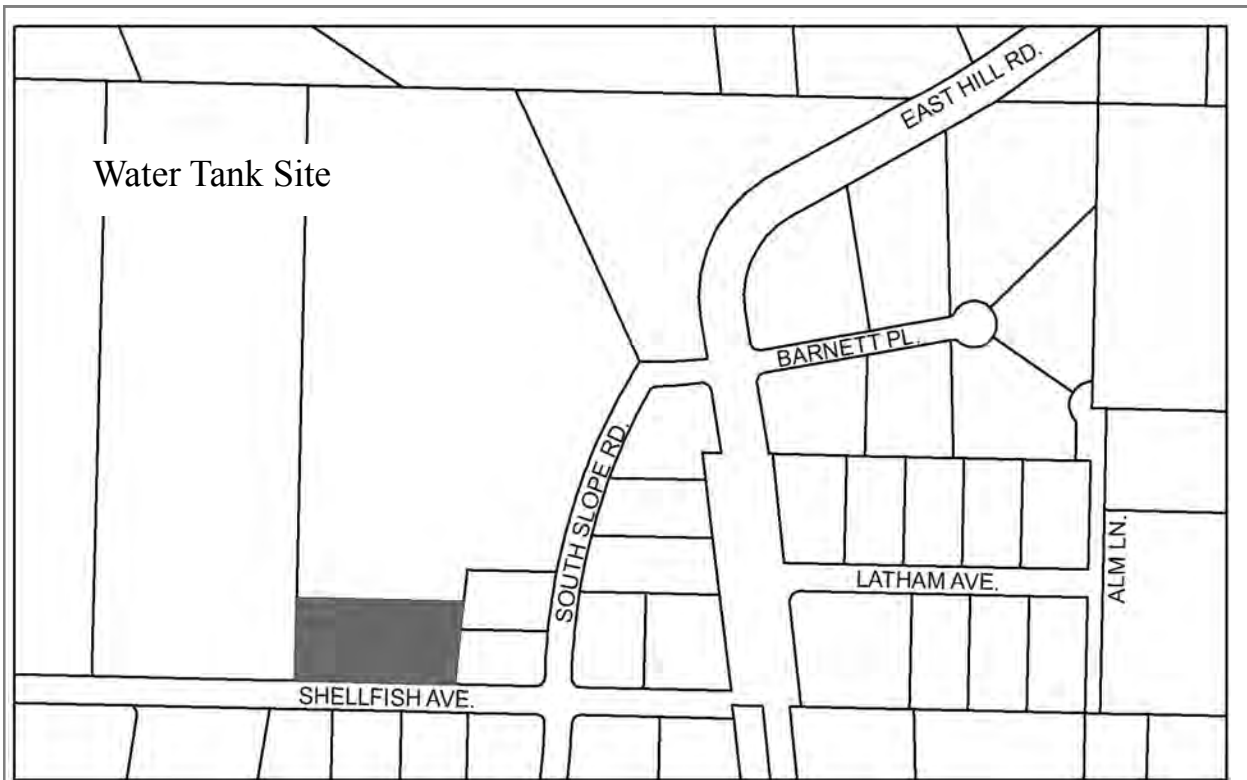 EAST HILL RD.
Water Tank Site
BARNETT PL.
SOUTH SLOPE RD.
ALM LN.
LATHAM AVE.
SHELLFISH AVE.